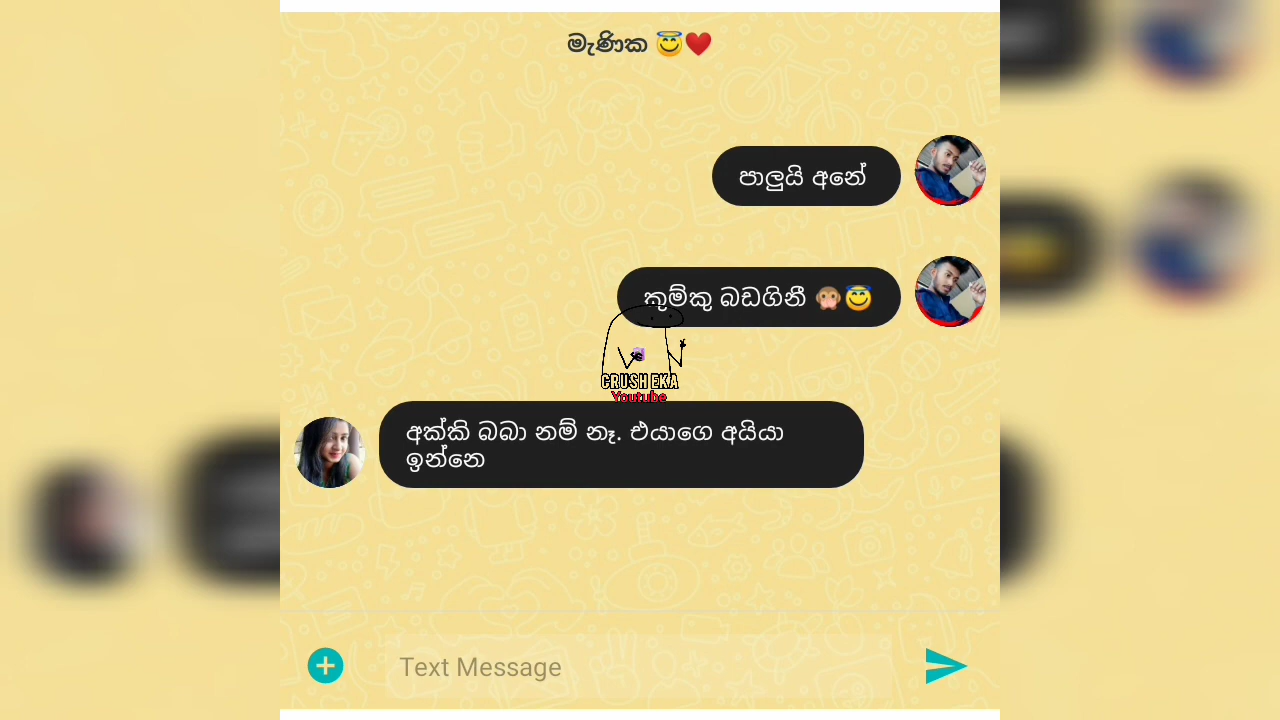 මැණික 😇❤️
පාලුයි අනේ
කුම්කු බඩගිනී 🙊😇
CRUSH EKA
Youtube
අක්කි බබා නම් නෑ. එයාගෙ අයියා
ඉන්නෙ
Text Message